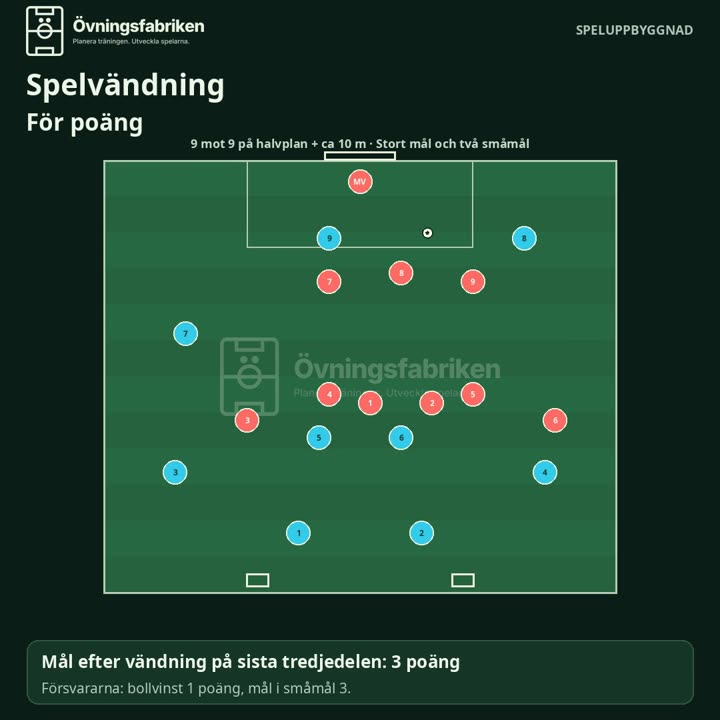 Övningsfabriken
Planera träningen. Utveckla spelarna.
SPELUPPBYGGNAD
Spelvändning
För poäng
9 mot 9 på halvplan + ca 10 m · Stort mål och två småmål
MV
9
8
7
8
9
7
Övningsfabriken
4
1
2
5
3
6
5
6
3
4
1
2
Mål efter vändning på sista tredjedelen: 3 poäng
Försvararna: bollvinst 1 poäng, mål i småmål 3.